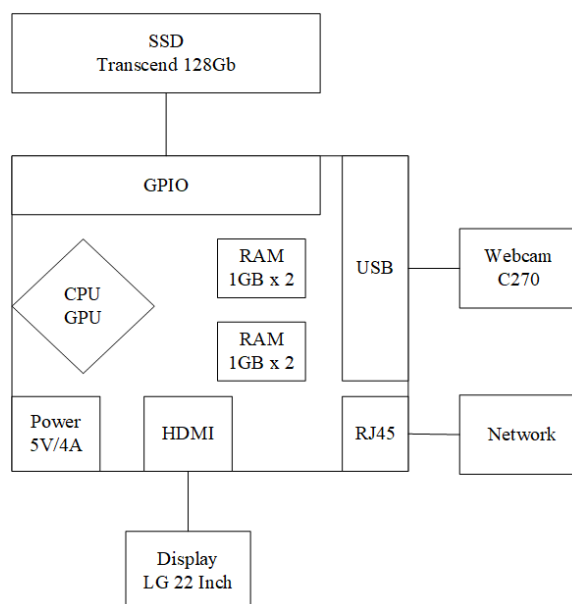 SSD
Transcend 128Gb
GPIO
USB
RAM
1GB x 2
CPU
GPU
Webcam
C270
RAM
1GB x 2
Power
5V/4A
HDMI
RJ45
Network
Display
LG 22 Inch